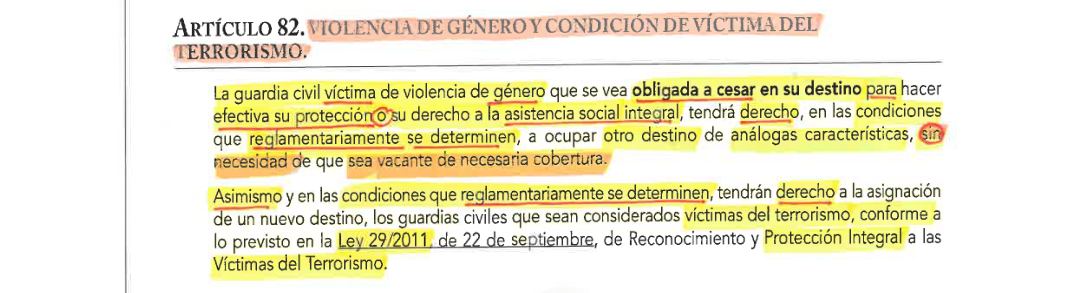 ARTÍCULO 82. VIOLENCIA DE GÉNERO Y CONDICIÓN DE VÍCTIMA DEL
TERRORISMO.
La guardia civil víctima de violencia de género que se vea obligada a cesar en su destino para hacer
efectiva su protección o su derecho a la asistencia social integral, tendrá derecho, en las condiciones
que reglamentariamente se determinen, a ocupar otro destino de análogas características, sin
necesidad de que sea vacante de necesaria cobertura.
Asimismo y en las condiciones que reglamentariamente se determinen, tendrán derecho a la asignación
de un nuevo destino, los guardias civiles que sean considerados víctimas del terrorismo, conforme a
lo previsto en la Ley 29/2011, de 22 de septiembre, de Reconocimiento y Protección Integral a las
Víctimas del Terrorismo.